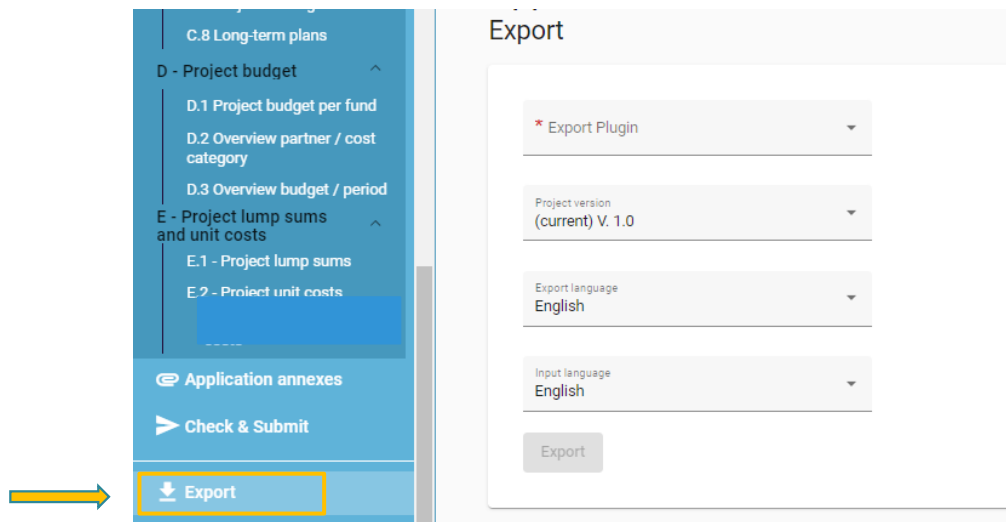 C.8 Long-term plans
D - Project budget
D.1 Project budget per fund
D.2 Overview partner / cost
category
D.3 Overview budget / period
E - Project lump sums
and unit costs
E.1 - Project lump sums
E.2 - Project unit costs
Application annexes
Check & Submit
Export
Export
* Export Plugin
Project version
(current) V. 1.0
Export language
English
Input language
English
Export